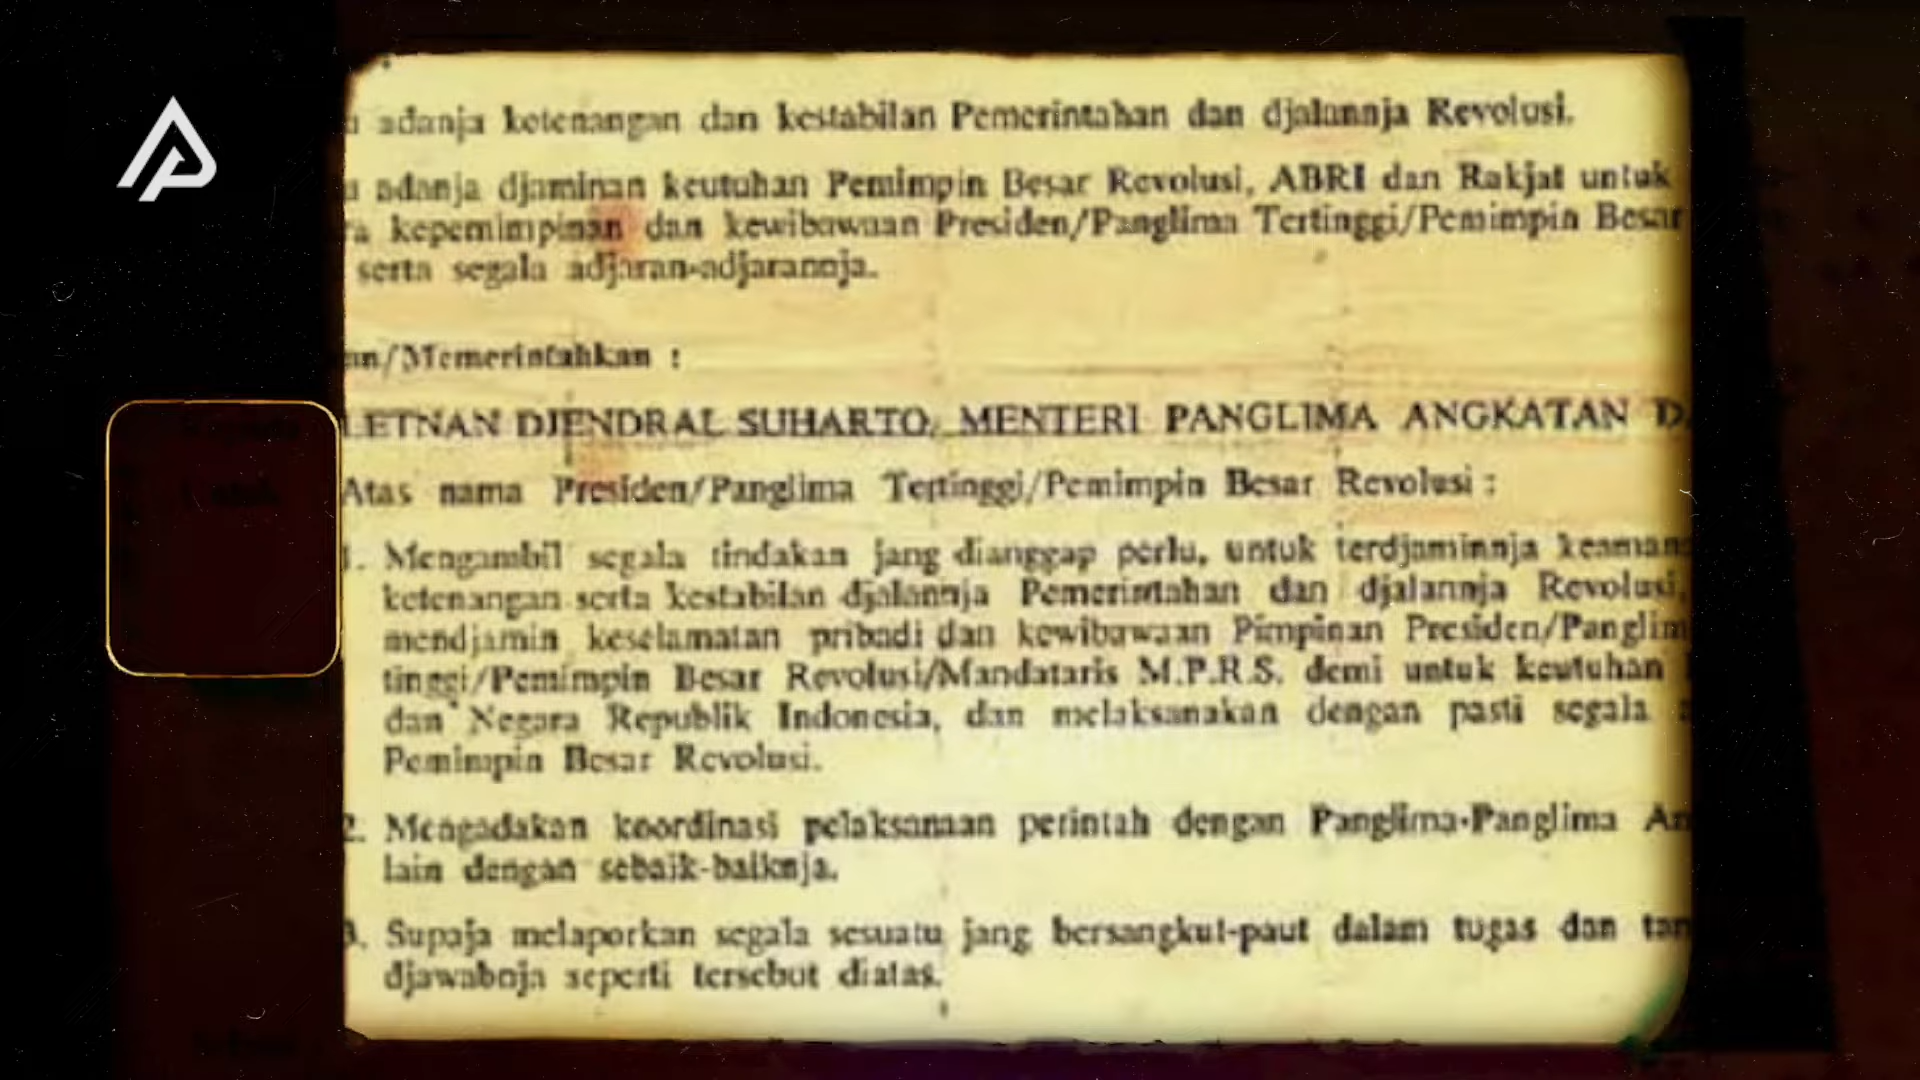 adanja ketenangan dan kestabilan Pemerintahan dan djalannja Revolusi.
adanja djaminan keutuhan Pemimpin Besar Revolusi, ABRI dan Rakjat untuk
kepemimpinan dan kewibawaan Presiden/Panglima Tertinggi/Pemimpin Besar
serta segala adjaran-adjarannja.
an/Memerintahkan :
LETNAN DJENDRAL SUHARTO, MENTERI PANGLIMA ANGKATAN D
Atas nama Presiden/Panglima Tertinggi/Pemimpin Besar Revolusi :
1. Mengambil segala tindakan jang dianggap perlu, untuk terdjaminnja keaman
ketenangan serta kestabilan djalannja Pemerintahan dan djalannja Revolusi,
mendjamin keselamatan pribadi dan kewibawaan Pimpinan Presiden/Panglim
tinggi/Pemimpin Besar Revolusi/Mandataris M.P.R.S. demi untuk keutuhan
dan Negara Republik Indonesia, dan melaksanakan dengan pasti segala a
Pemimpin Besar Revolusi.
2. Mengadakan koordinasi pelaksanaan perintah dengan Panglima-Panglima An
lain dengan sebaik-baiknja.
3. Supaja melaporkan segala sesuatu jang bersangkut-paut dalam tugas dan tan
djawabnja seperti tersebut diatas.